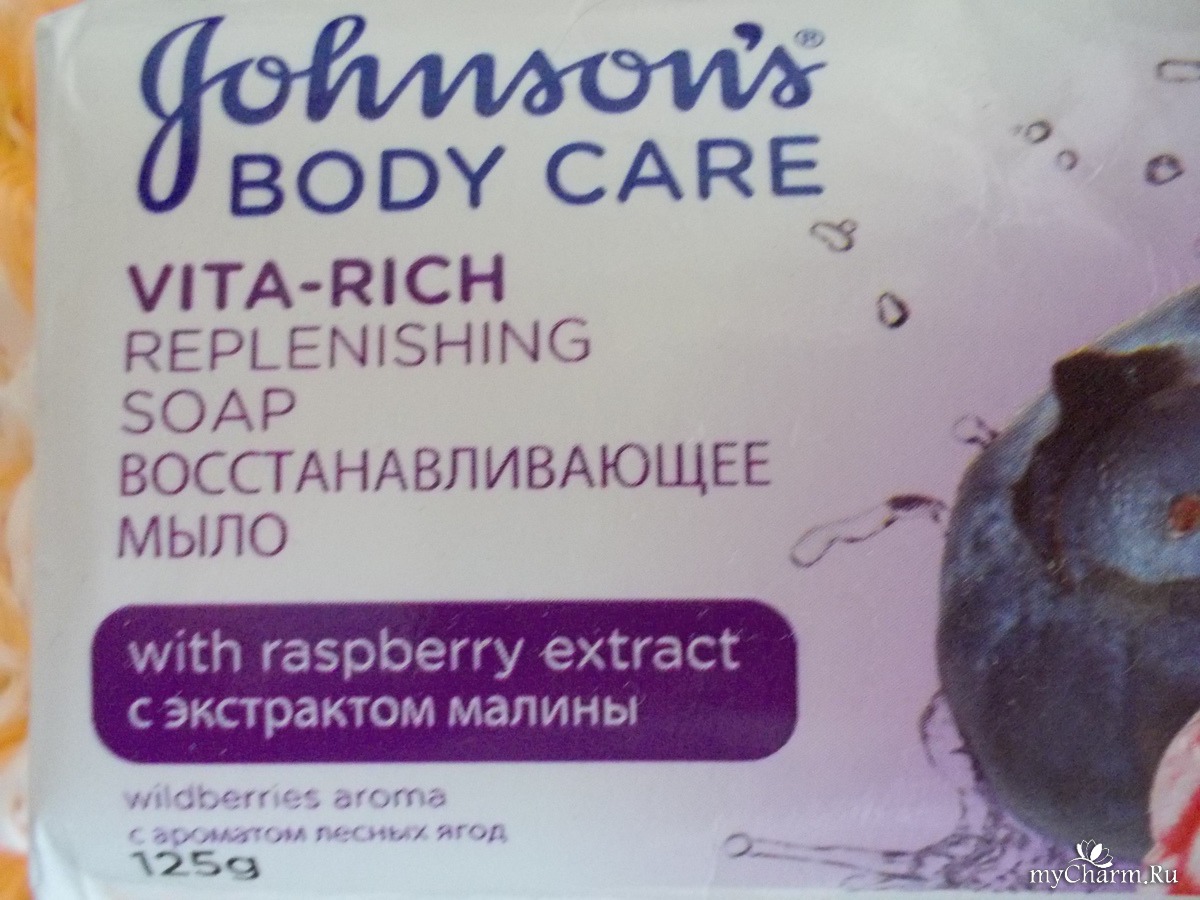 Johnson's®
BODY CARE
VITA-RICH
REPLENISHING
SOAP
ВОССТАНАВЛИВАЮЩЕЕ
МЫЛО
with raspberry extract
с экстрактом малины
wildberries aroma
с ароматом лесных ягод
125g
myCharm.Ru